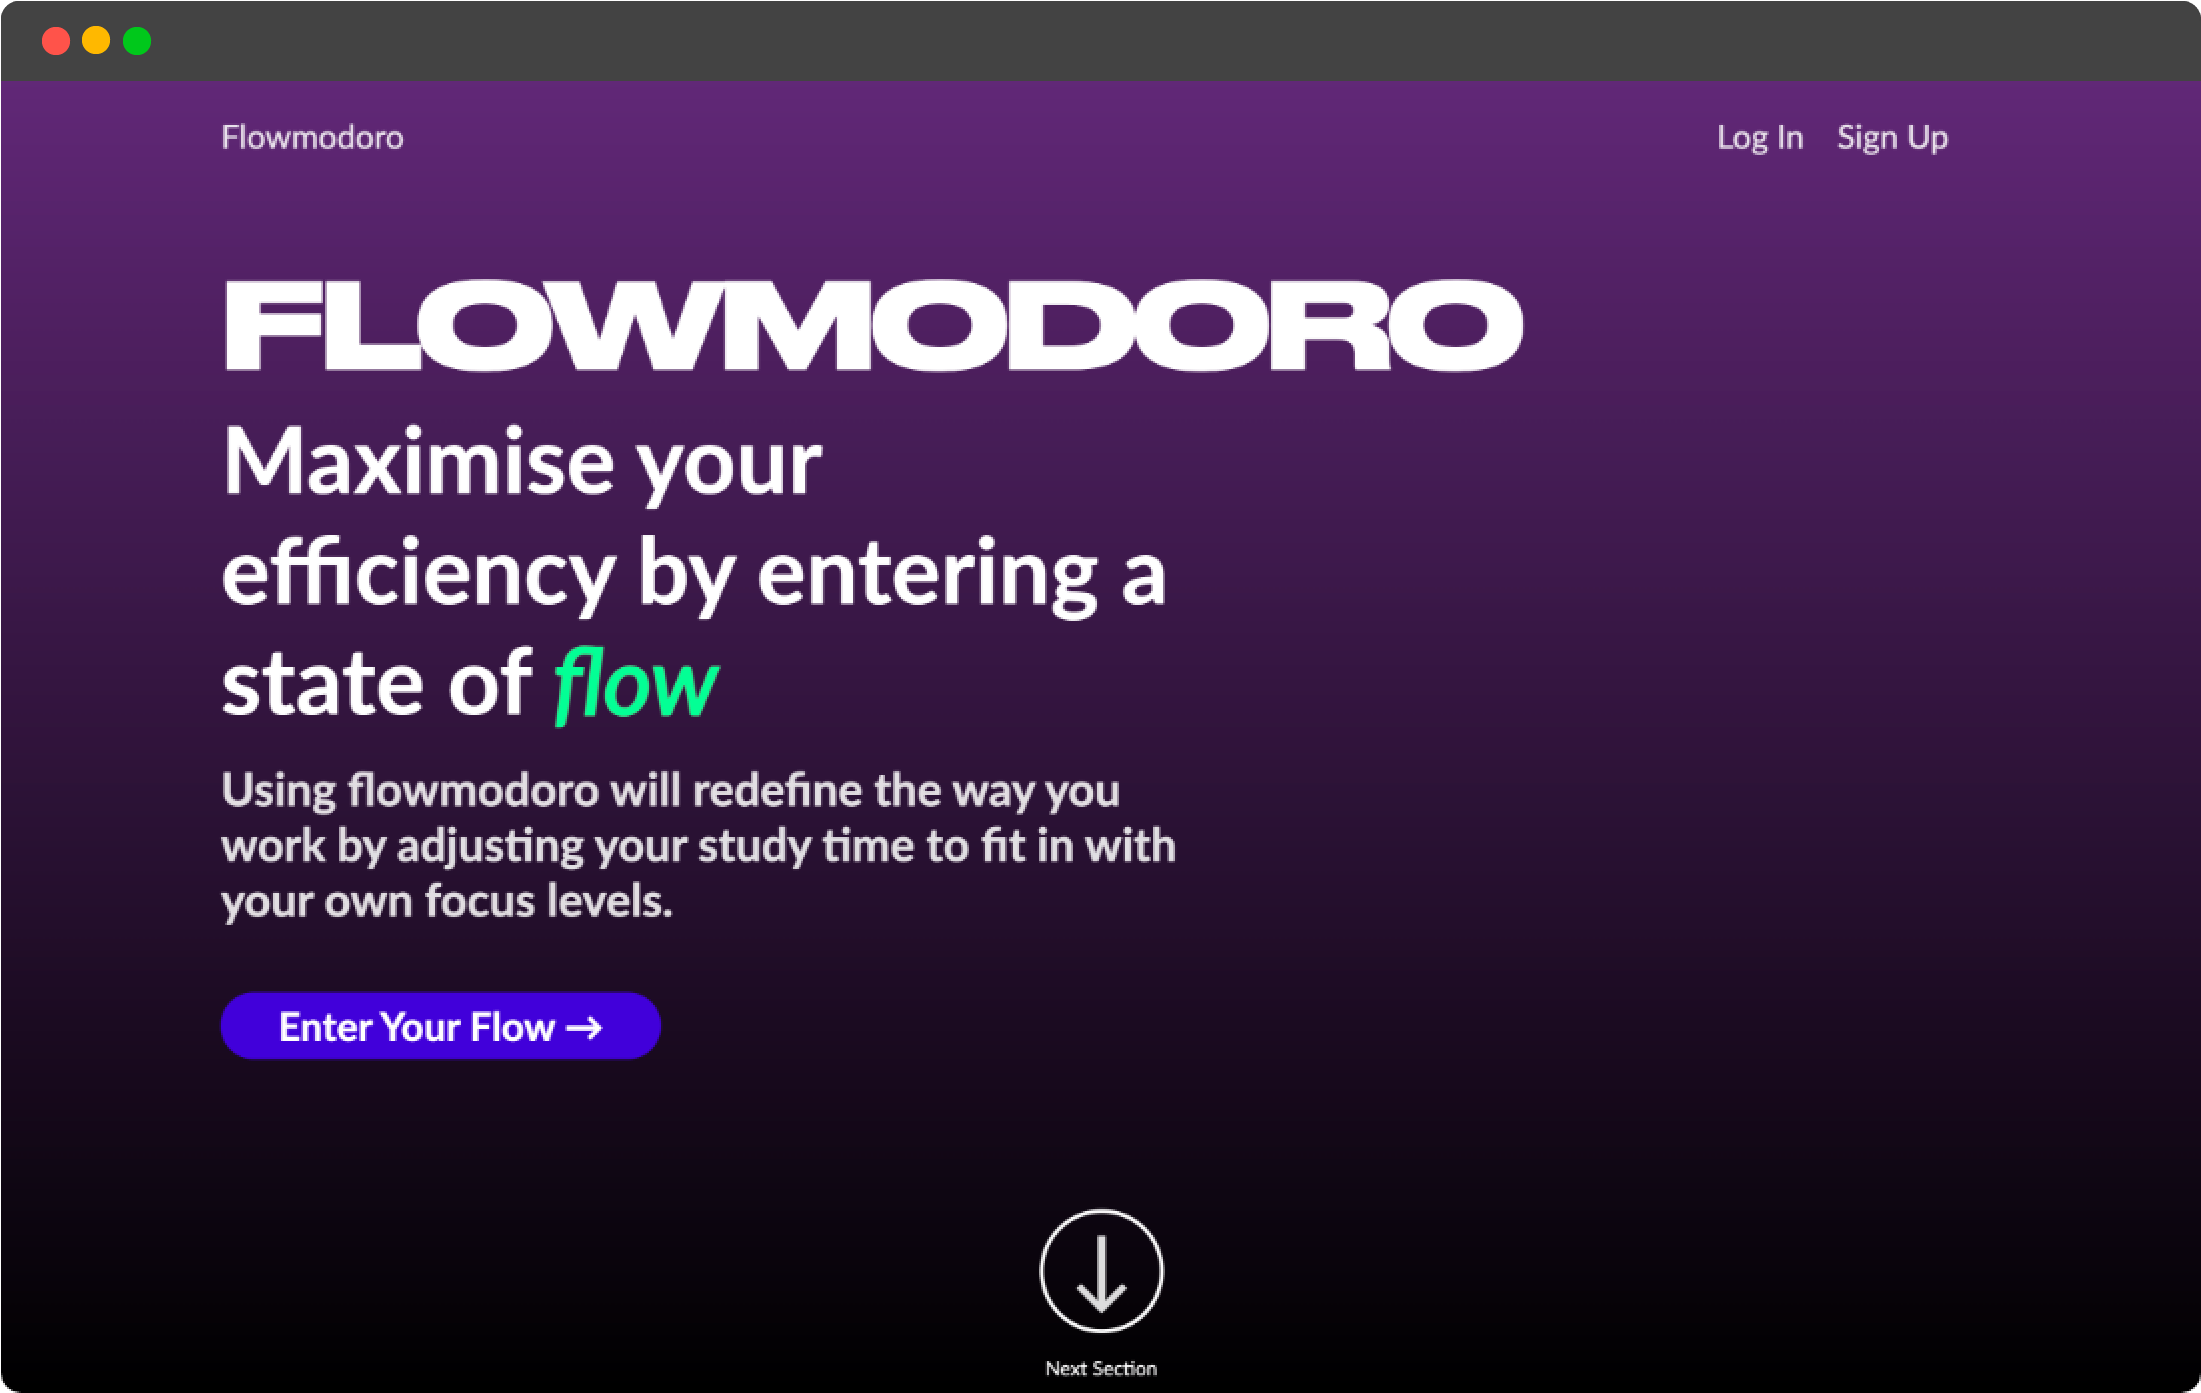 Flowmodoro
Log In Sign Up
FLOWMODORO
Maximise your
efficiency by entering a
state of flow
Using flowmodoro will redefine the way you
work by adjusting your study time to fit in with
your own focus levels.
Enter Your Flow →
Next Section